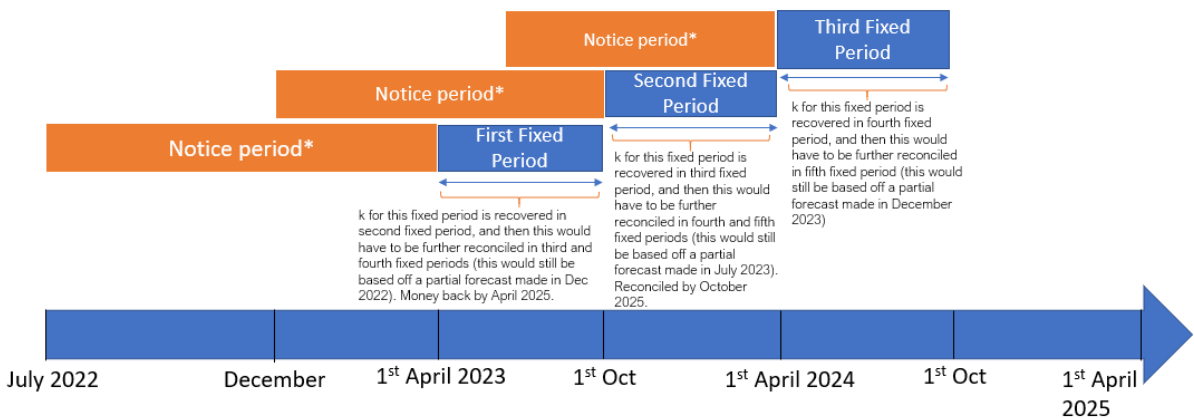 Notice period*
Third Fixed
Period
Notice period*
Second Fixed
Period
Notice period*
First Fixed
Period
k for this fixed period is recovered in
second fixed period, and then this would
have to be further reconciled in third and
fourth fixed periods (this would still be
based off a partial forecast made in Dec
2022). Money back by April 2025.
k for this fixed period is
recovered in third fixed
period, and then this would
have to be further
reconciled in fourth and fifth
fixed periods (this would still
be based off a partial
forecast made in July 2023).
Reconciled by October
2025.
k for this fixed period is
recovered in fourth fixed
period, and then this would
have to be further reconciled
in fifth fixed period (this would
still be based off a partial
forecast made in December
2023)
July 2022
December
1st April 2023
1st Oct
1st April 2024
1st Oct
1st April
2025